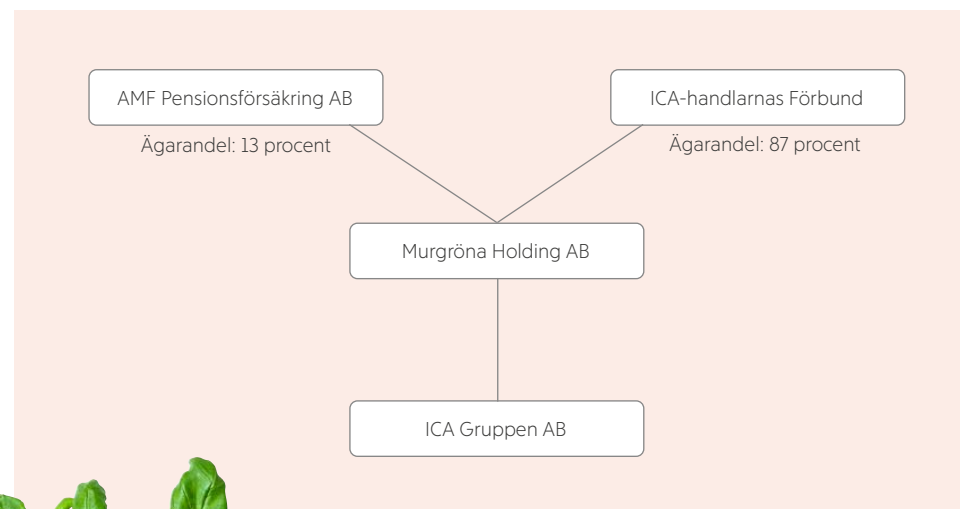 AMF Pensionsförsäkring AB
Ägarandel: 13 procent
ICA-handlarnas Förbund
Ägarandel: 87 procent
Murgröna Holding AB
ICA Gruppen AB